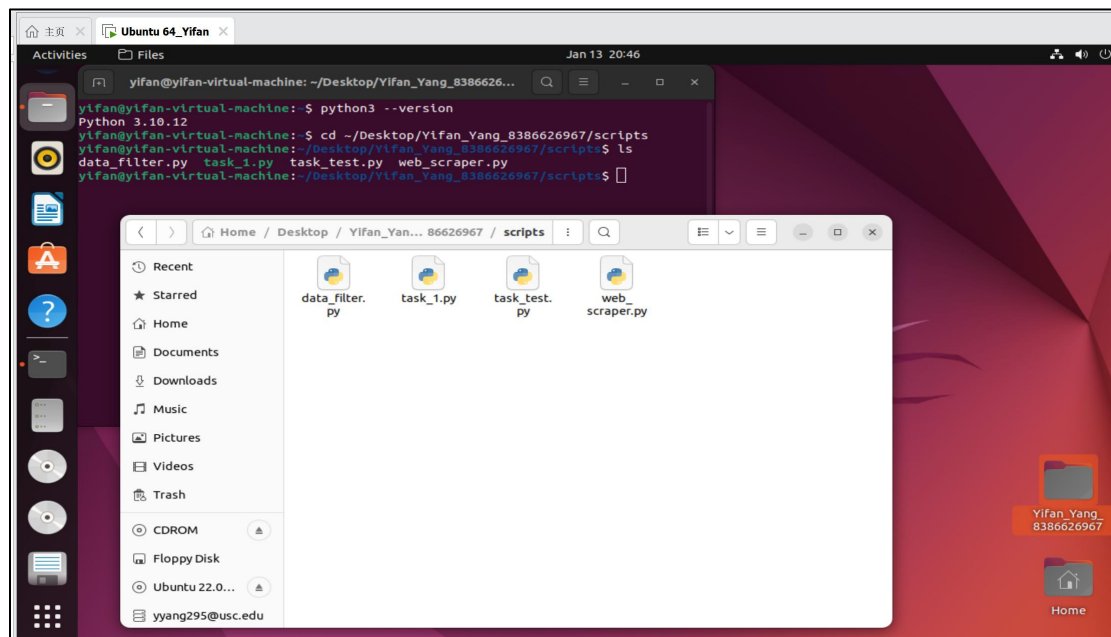 主页
Ubuntu 64_Yifan
Activities
Files
Jan 13 20:46
yifan@yifan-virtual-machine: ~/Desktop/Yifan_Yang_8386626...
yifan@yifan-virtual-machine:~$ python3 --version
Python 3.10.12
yifan@yifan-virtual-machine:~$ cd ~/Desktop/Yifan_Yang_8386626967/scripts
yifan@yifan-virtual-machine:~/Desktop/Yifan_Yang_8386626967/scripts$ ls
data_filter.py task_1.py task_test.py web_scraper.py
yifan@yifan-virtual-machine:~/Desktop/Yifan_Yang_8386626967/scripts$
Home / Desktop / Yifan_Yan... 86626967 / scripts
Recent
Starred
Home
Documents
Downloads
Music
Pictures
Videos
Trash
CDROM
Floppy Disk
Ubuntu 22.0...
yyang295@usc.edu
data_filter.
py
task_1.py
task_test.
py
web_
scraper.py
Yifan_Yang_
8386626967
Home